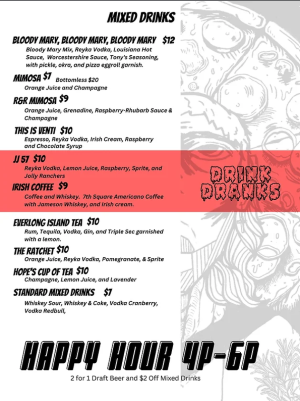 MIXED DRINKS
BLOODY MARY, BLOODY MARY, BLOODY MARY $12
Bloody Mary Mix, Reyka Vodka, Louisiana Hot
Sauce, Worcestershire Sauce, Tony's Seasoning,
with pickle, okra, and pizza eggroll garnish.
MIMOSA $7 Bottomless $20
Orange Juice and Champagne
R&R MIMOSA $9
Orange Juice, Grenadine, Raspberry-Rhubarb Sauce &
Champagne
THIS IS VENTI $10
Espresso, Reyka Vodka, Irish Cream, Raspberry
and Chocolate Syrup
JJ 57 $10
Reyka Vodka, Lemon Juice, Raspberry, Sprite, and
Jolly Ranchers
IRISH COFFEE $9
Coffee and Whiskey. 7th Square Americano Coffee
with Jameson Whiskey, and Irish cream.
DRINK
DRANKS
EVERLONG ISLAND TEA $10
Rum, Tequila, Vodka, Gin, and Triple Sec garnished
with a lemon.
THE RATCHET $10
Orange Juice, Reyka Vodka, Pomegranate, & Sprite
HOPE'S CUP OF TEA $10
Champagne, Lemon Juice, and Lavender
STANDARD MIXED DRINKS $7
Whiskey Sour, Whiskey & Coke, Vodka Cranberry,
Vodka Redbull,
HAPPY HOUR 4P-6P
2 for 1 Draft Beer and $2 Off Mixed Drinks